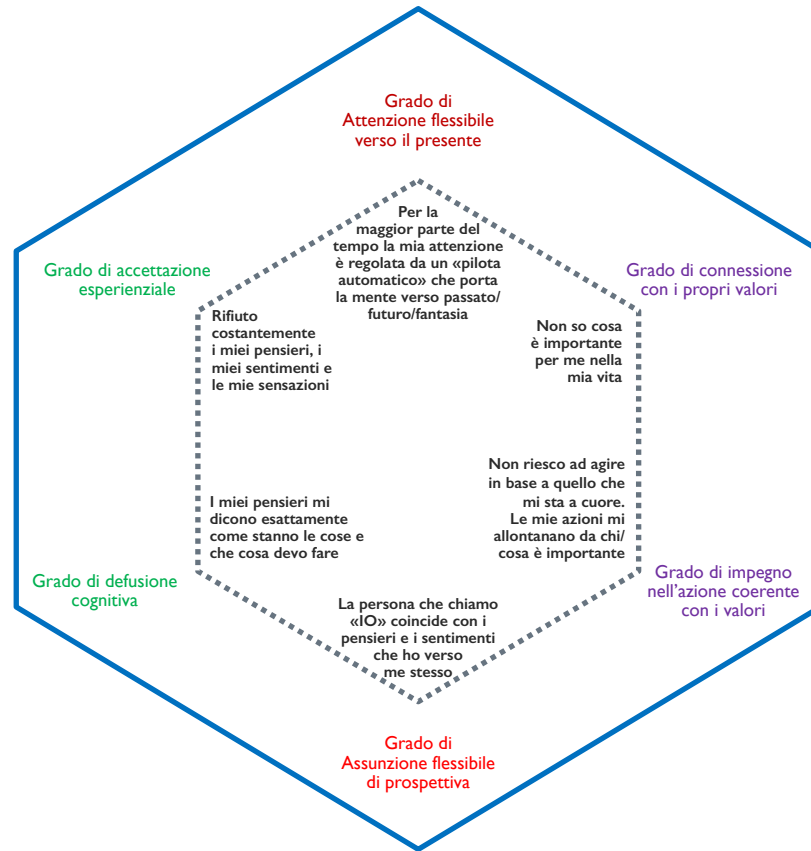 Grado di
Attenzione flessibile
verso il presente
Per la
maggior parte del
tempo la mia attenzione
è regolata da un «pilota
automatico» che porta
la mente verso passato/
futuro/fantasia
Grado di accettazione
esperienziale
Grado di connessione
con i propri valori
Rifiuto
costantemente
i miei pensieri, i
miei sentimenti e
le mie sensazioni
Non so cosa
è importante
per me nella
mia vita
I miei pensieri mi
dicono esattamente
come stanno le cose e
che cosa devo fare
Non riesco ad agire
in base a quello che
mi sta a cuore.
Le mie azioni mi
allontanano da chi/
cosa è importante
Grado di defusione
cognitiva
Grado di impegno
nell’azione coerente
con i valori
La persona che chiamo
«IO» coincide con i
pensieri e i sentimenti
che ho verso
me stesso
Grado di
Assunzione flessibile
di prospettiva